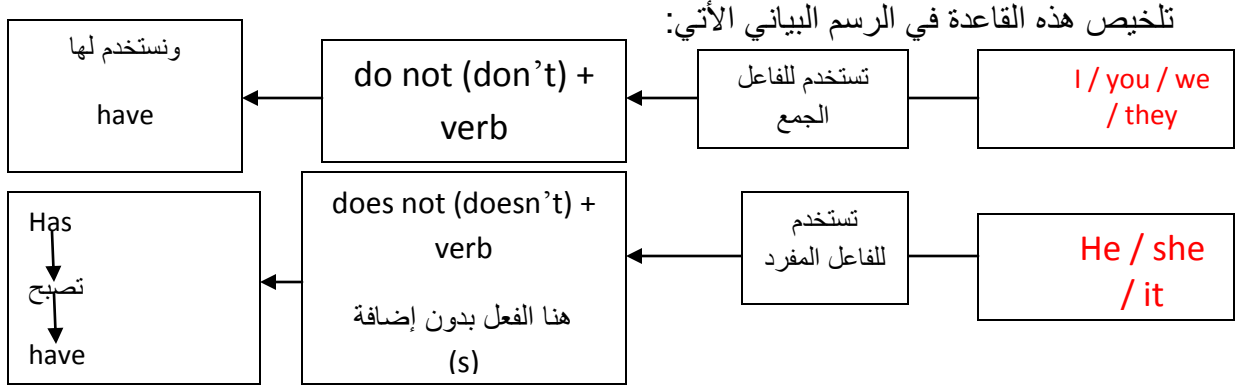 تلخيص هذه القاعدة في الرسم البياني الأتي:
I / you / we
/ they
تستخدم للفاعل
الجمع
do not (don’t) +
verb
ونستخدم لها
have
He / she
/ it
تستخدم
للفاعل المفرد
does not (doesn’t) +
verb
هنا الفعل بدون إضافة
(s)
Has
تصبح
have